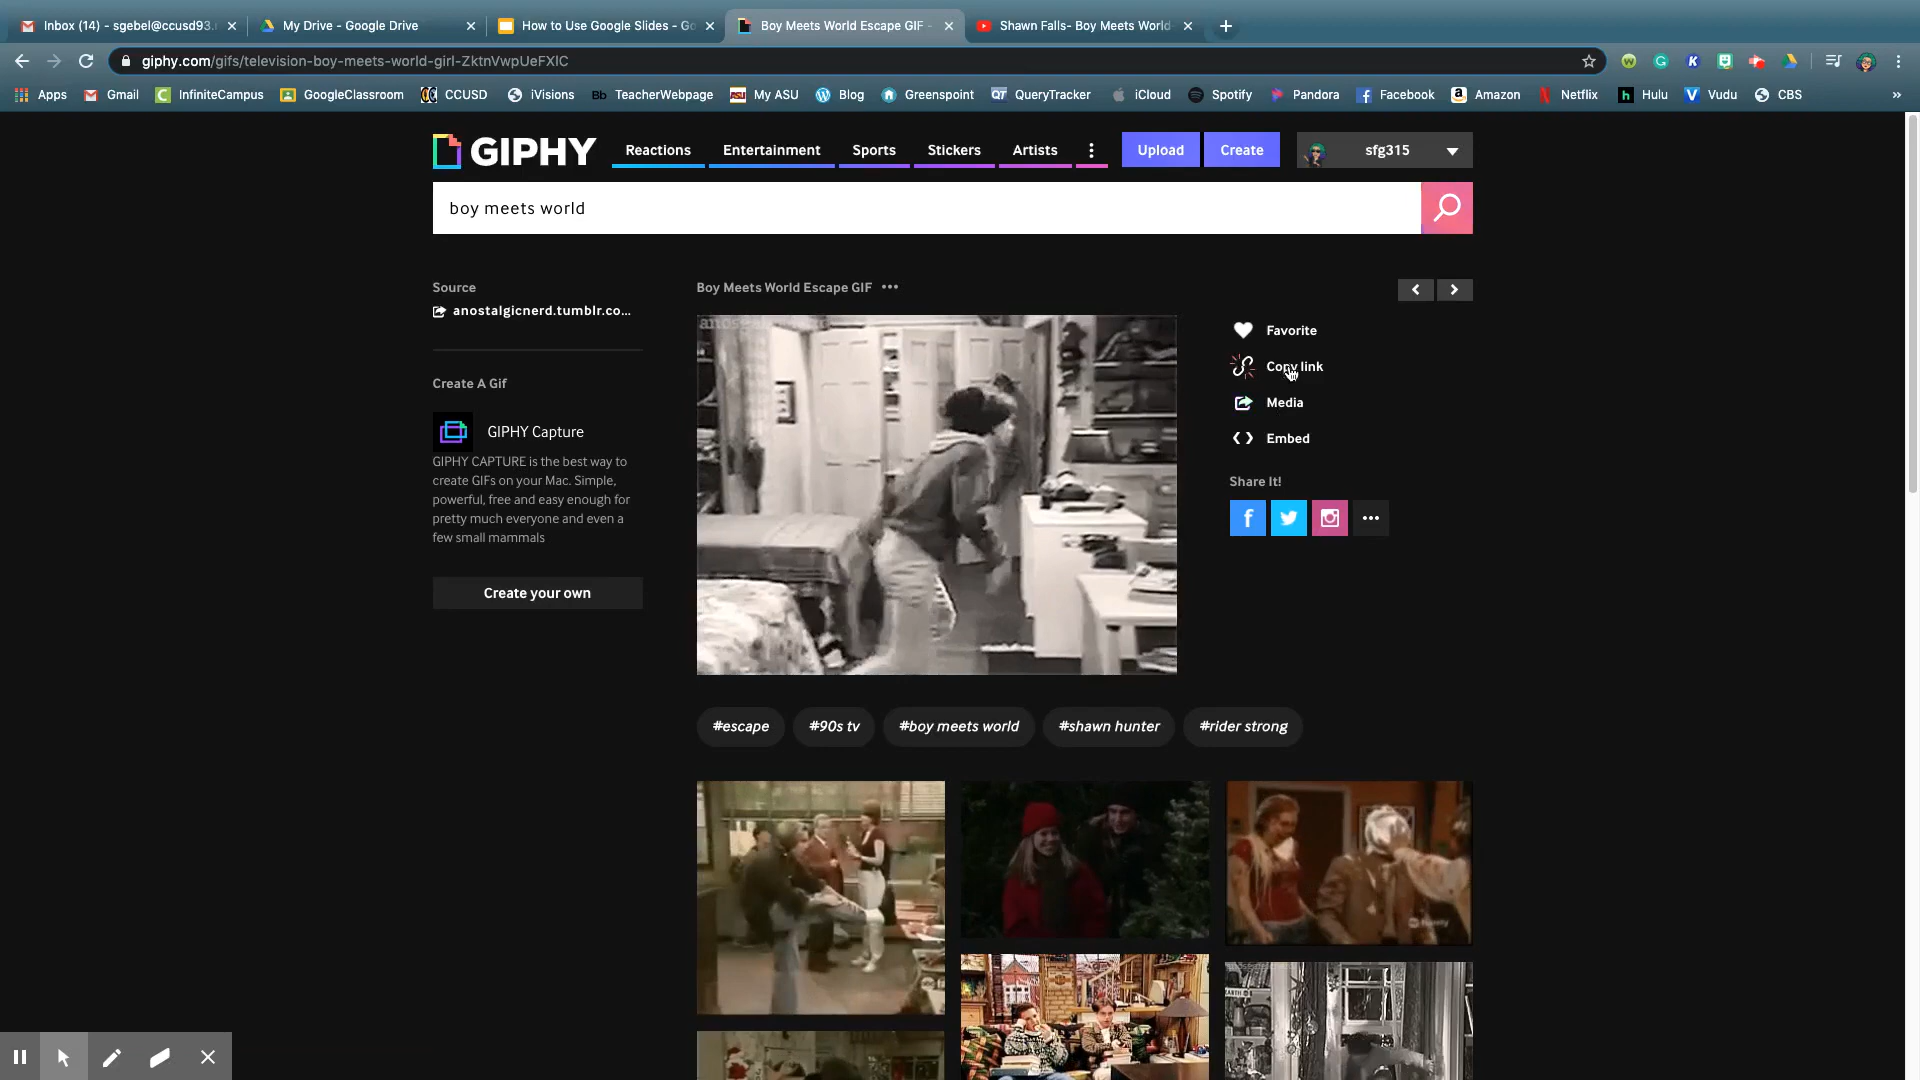 Inbox (14) - sgebel@ccusd93.
My Drive - Google Drive
How to Use Google Slides - Go
Boy Meets World Escape GIF -
Shawn Falls- Boy Meets World
giphy.com/gifs/television-boy-meets-world-girl-ZktnVwpUeFXIC
Apps
Gmail
InfiniteCampus
GoogleClassroom
CCUSD
iVisions
Bb TeacherWebpage
ASU My ASU
Blog
Greenspoint
QT QueryTracker
iCloud
Spotify
Pandora
Facebook
Amazon
Netflix
h Hulu
V Vudu
CBS
»
GIPHY
Reactions
Entertainment
Sports
Stickers
Artists
Upload
Create
sfg315
boy meets world
Source
anostalgicnerd.tumblr.co...
Create A Gif
GIPHY Capture
GIPHY CAPTURE is the best way to
create GIFs on your Mac. Simple,
powerful, free and easy enough for
pretty much everyone and even a
few small mammals
Create your own
Boy Meets World Escape GIF •••
Favorite
Copy link
Media
Embed
Share It!
#escape
#90s tv
#boy meets world
#shawn hunter
#rider strong